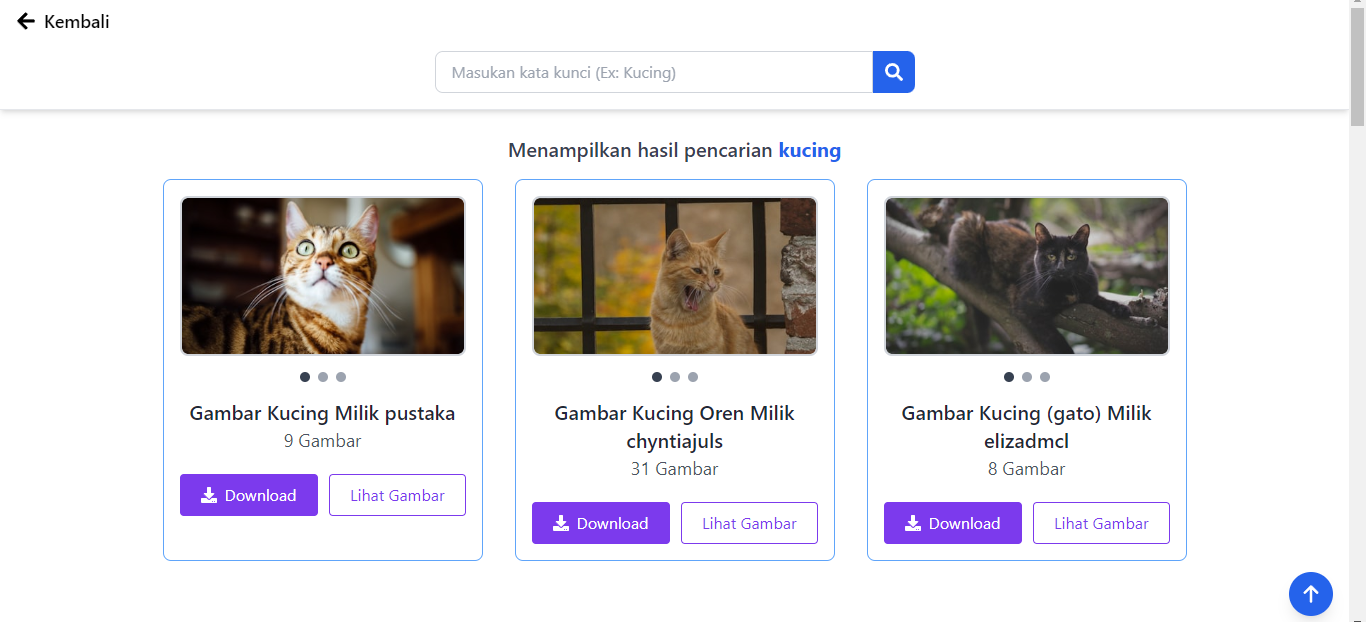 Kembali
Masukan kata kunci (Ex: Kucing)
Menampilkan hasil pencarian kucing
Gambar Kucing Milik pustaka
9 Gambar
Download
Lihat Gambar
Gambar Kucing Oren Milik
chyntiajuls
31 Gambar
Download
Lihat Gambar
Gambar Kucing (gato) Milik
elizadmcl
8 Gambar
Download
Lihat Gambar